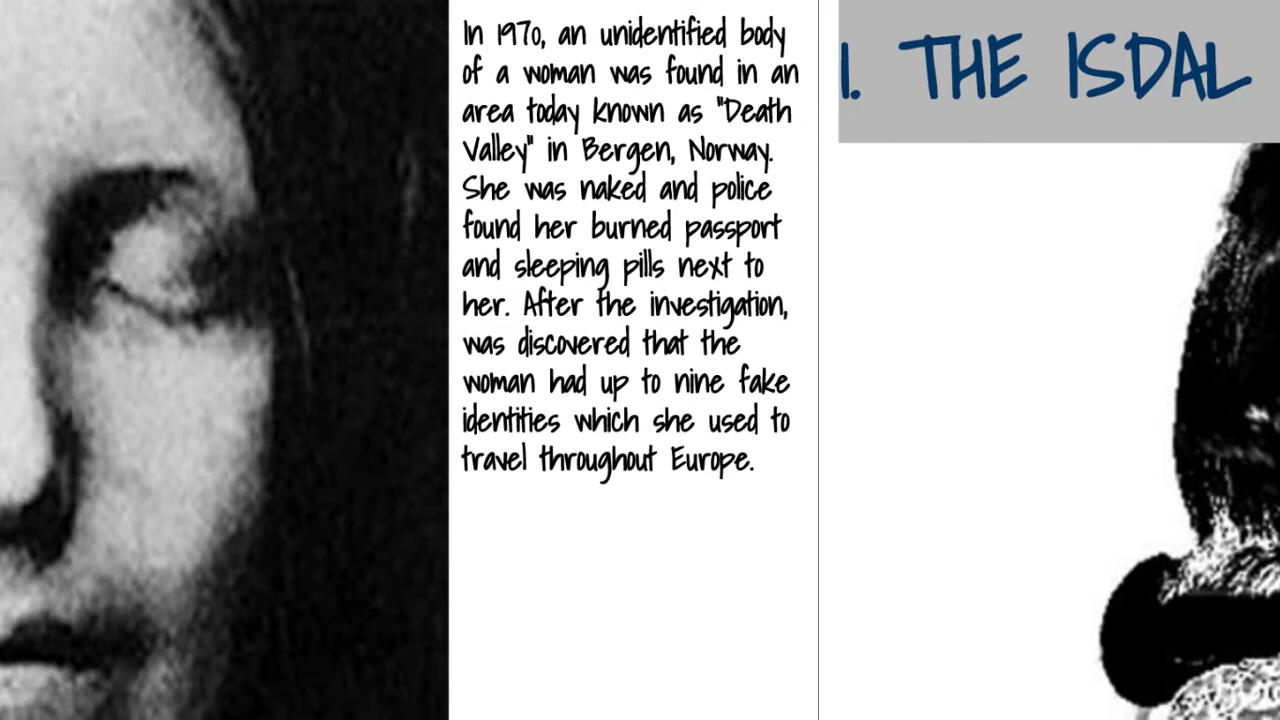 In 1970, an unidentified body
of a woman was found in an
area today known as "Death
Valley" in Bergen, Norway.
She was naked and police
found her burned passport
and sleeping pills next to
her. After the investigation,
was discovered that the
woman had up to nine fake
identities which she used to
travel throughout Europe.
1. THE ISDAL